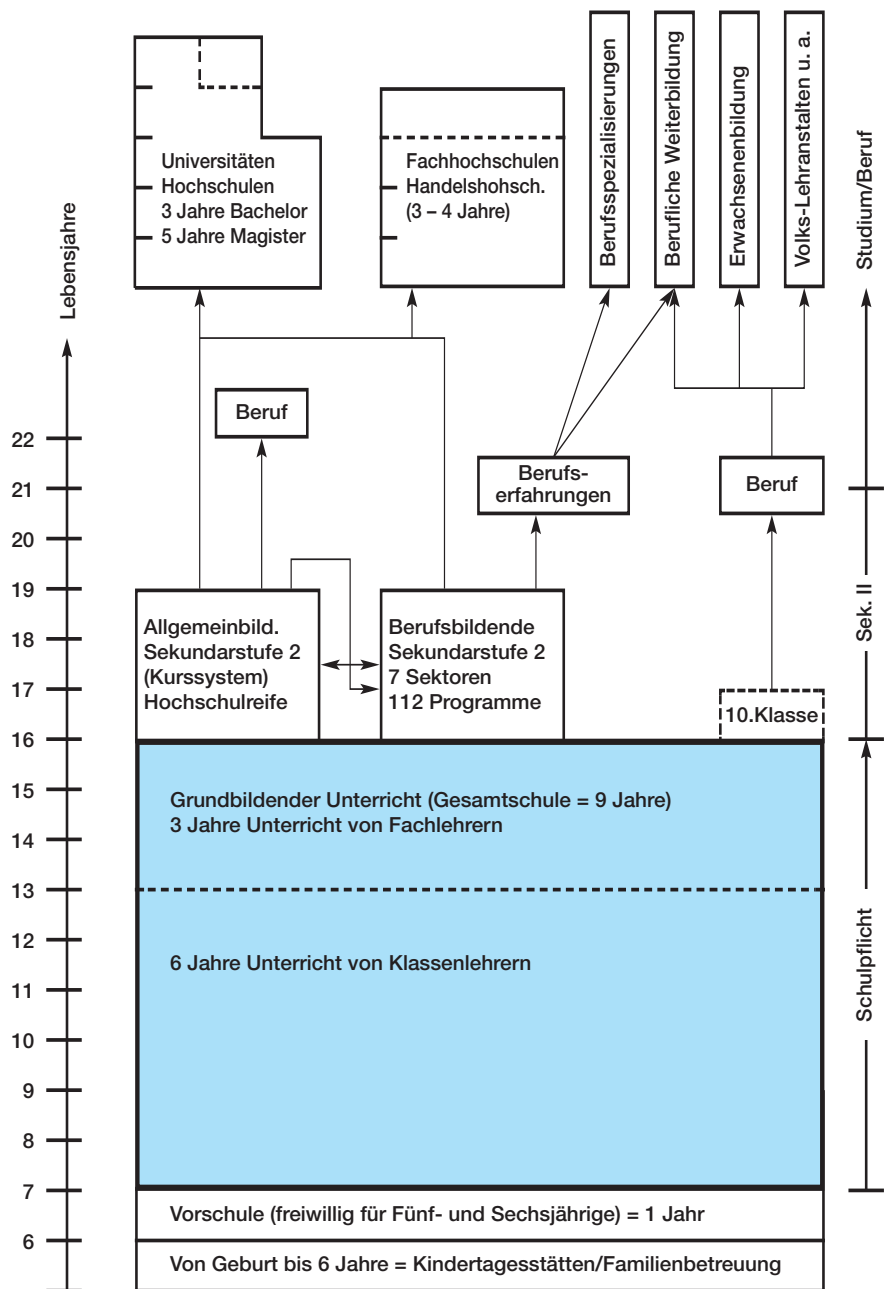 Universitäten
Hochschulen
3 Jahre Bachelor
5 Jahre Magister
Fachhochschulen
Handelshohsch.
(3 – 4 Jahre)
Berufsspezialisierungen
Berufliche Weiterbildung
Erwachsenenbildung
Volks-Lehranstalten u. a.
Studium/Beruf
Lebensjahre
Beruf
Berufs-
erfahrungen
Beruf
22
21
20
19
18
17
16
15
14
13
12
11
10
9
8
7
6
Allgemeinbild.
Sekundarstufe 2
(Kurssystem)
Hochschulreife
Berufsbildende
Sekundarstufe 2
7 Sektoren
112 Programme
10.Klasse
Sek. II
Grundbildender Unterricht (Gesamtschule = 9 Jahre)
3 Jahre Unterricht von Fachlehrern
6 Jahre Unterricht von Klassenlehrern
Schulpflicht
Vorschule (freiwillig für Fünf- und Sechsjährige) = 1 Jahr
Von Geburt bis 6 Jahre = Kindertagesstätten/Familienbetreuung